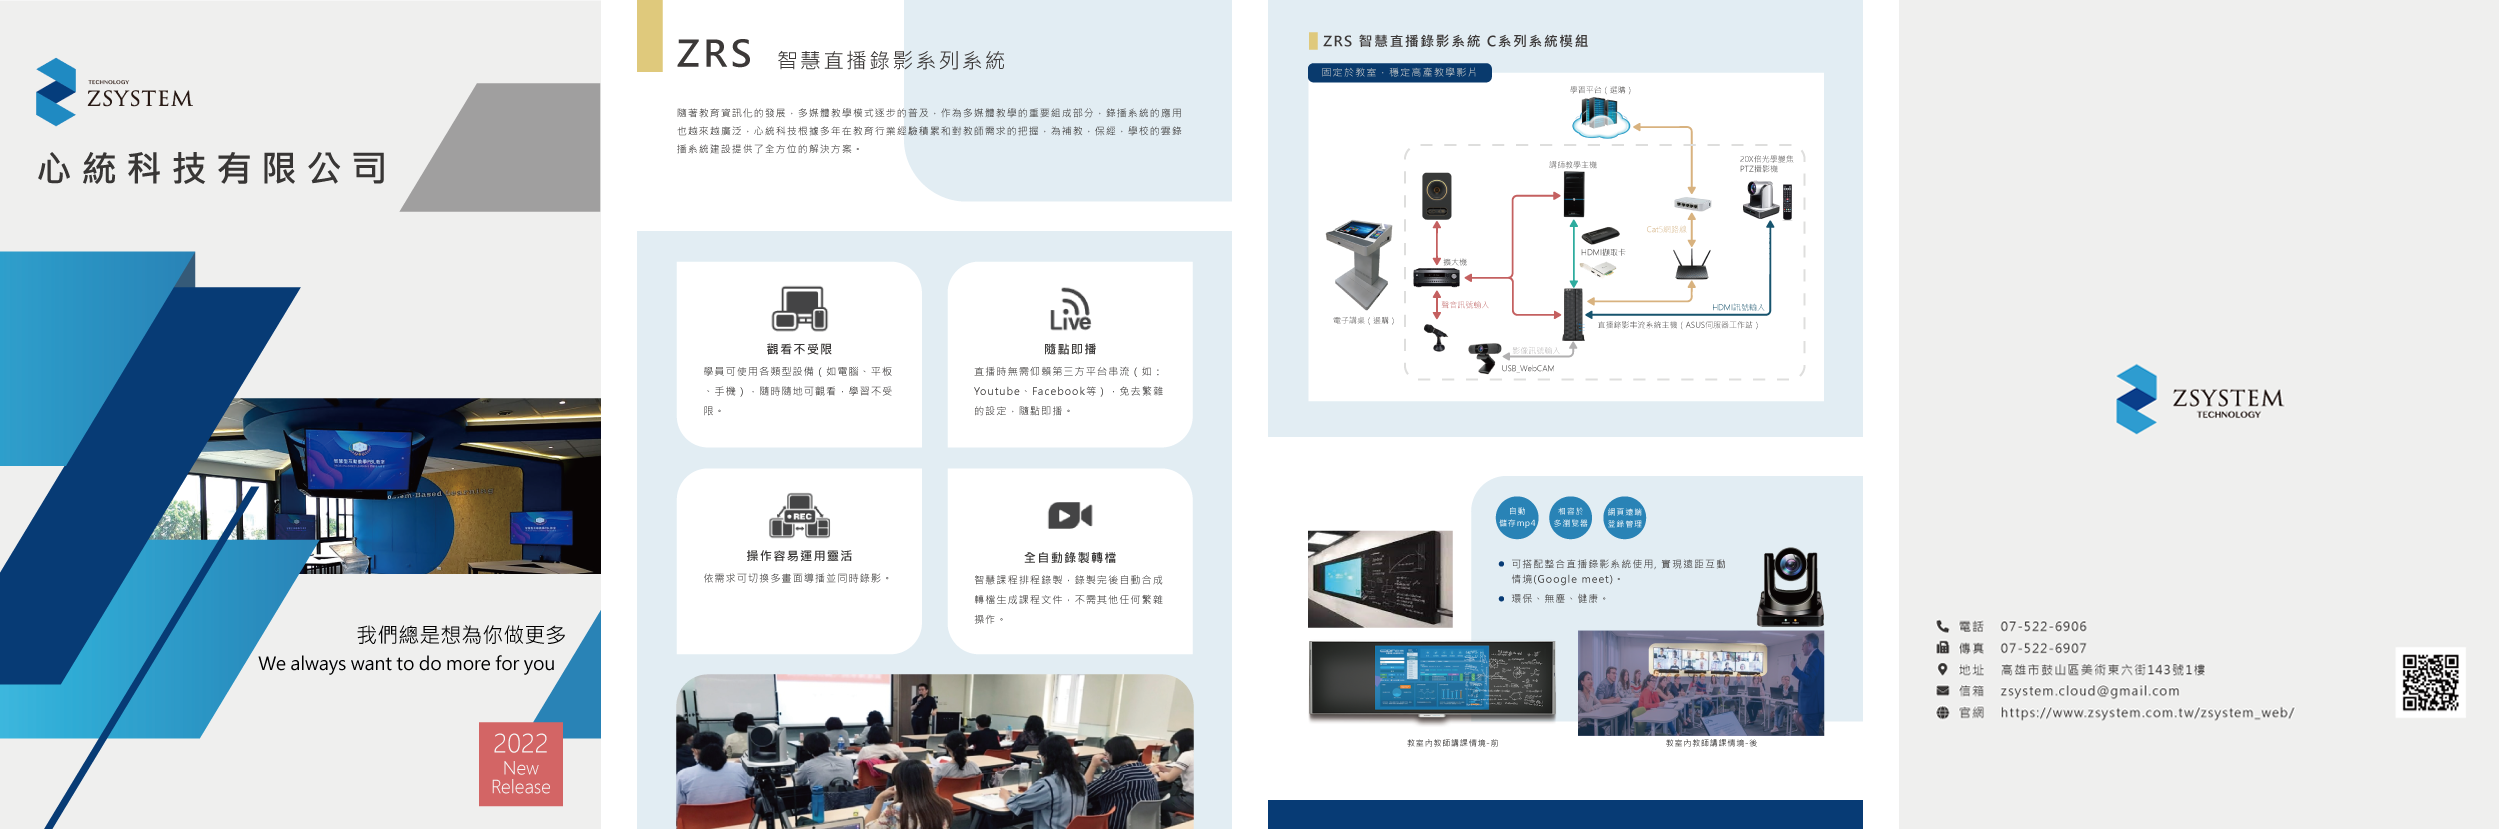 TECHNOLOGY
ZSYSTEM
心統科技有限公司
我們總是想為你做更多
We always want to do more for you
2022
New
Release
ZRS 智慧直播錄影系列系統
隨著教育資訊化的發展，多媒體教學模式逐步的普及，作為多媒體教學的重要組成部分，錄播系統的應用
也越來越廣泛，心統科技根據多年在教育行業經驗積累和對教師需求的把握，為補教，保經，學校的雲錄
播系統建設提供了全方位的解決方案。
觀看不受限
學員可使用各類型設備（如電腦、平板
、手機），隨時隨地可觀看，學習不受
限。
Live
隨點即播
直播時無需仰賴第三方平台串流（如：
Youtube、Facebook等），免去繁雜
的設定，隨點即播。
REC
操作容易運用靈活
依需求可切換多畫面導播並同時錄影。
全自動錄製轉檔
智慧課程排程錄製，錄製完後自動合成
轉檔生成課程文件，不需其他任何繁雜
操作。
ZRS 智慧直播錄影系統 C系列系統模組
固定於教室，穩定高產教學影片
學習平台（選購）
講師教學主機
20X倍光學變焦
PTZ攝影機
Cat5網路線
HDMI擷取卡
擴大機
聲音訊號輸入
HDMI訊號輸入
電子講桌（選購）
直播錄影串流系統主機（ASUS伺服器工作站）
影像訊號輸入
USB_WebCAM
自動
儲存mp4
相容於
多瀏覽器
網頁遠端
登錄管理
可搭配整合直播錄影系統使用, 實現遠距互動
情境(Google meet)。
環保、無塵、健康。
教室內教師講課情境-前
教室內教師講課情境-後
ZSYSTEM
TECHNOLOGY
電話 07-522-6906
傳真 07-522-6907
地址 高雄市鼓山區美術東六街143號1樓
信箱 zsystem.cloud@gmail.com
官網 https://www.zsystem.com.tw/zsystem_web/